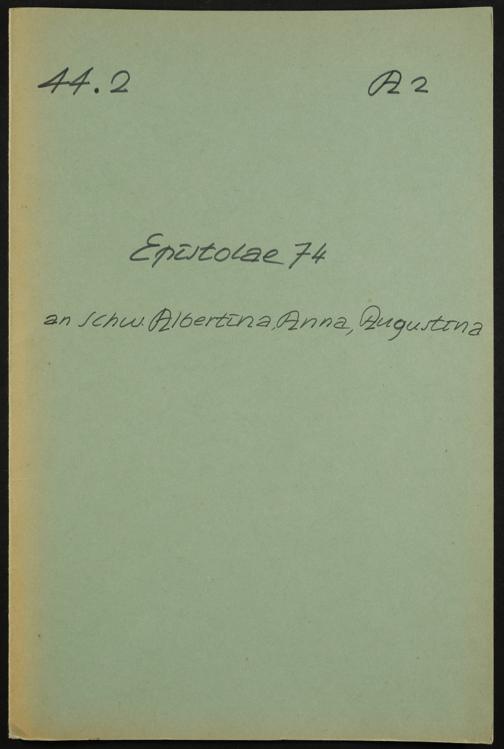 44.2 A2
Epistolae 74
an Schw. Albertina, Anna, Augustina